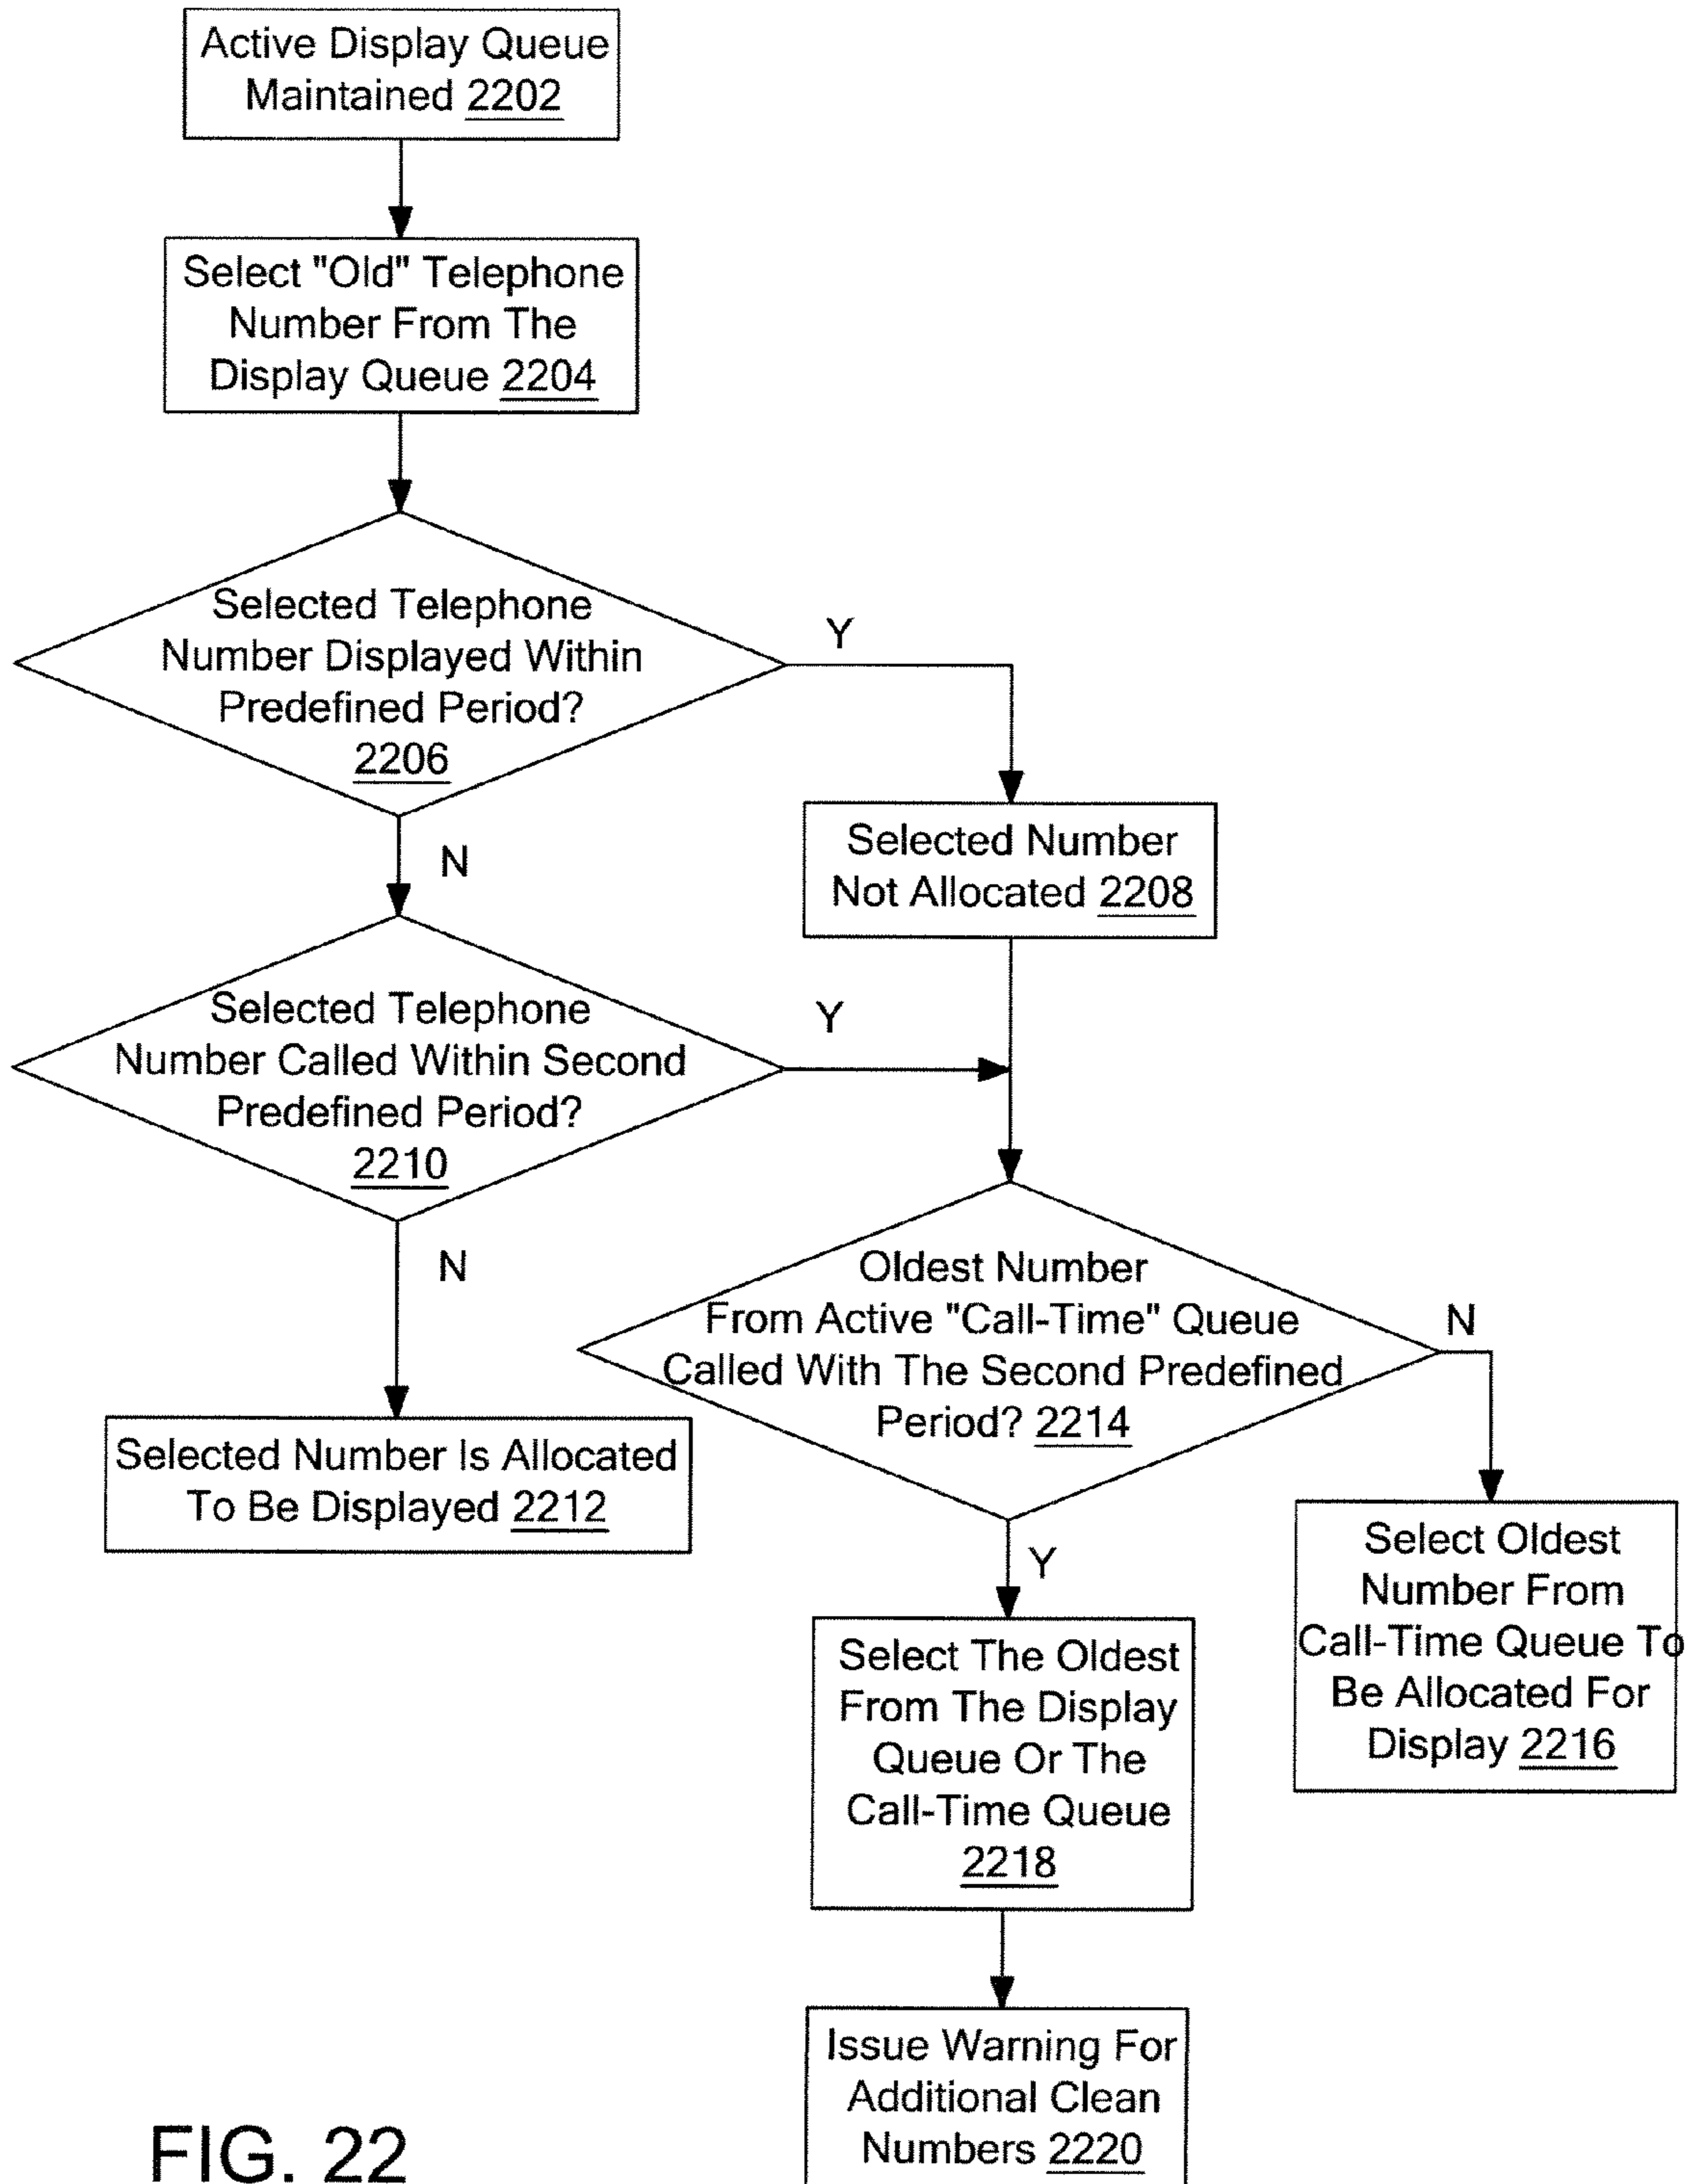 Active Display Queue
Maintained 2202
Select "Old" Telephone
Number From The
Display Queue 2204
Selected Telephone
Number Displayed Within
Predefined Period?
2206
Y
N
Selected Number
Not Allocated 2208
Selected Telephone
Number Called Within Second
Predefined Period?
2210
Y
N
Selected Number Is Allocated
To Be Displayed 2212
Oldest Number
From Active "Call-Time" Queue
Called With The Second Predefined
Period? 2214
N
Y
Select Oldest
Number From
Call-Time Queue To
Be Allocated For
Display 2216
Select The Oldest
From The Display
Queue Or The
Call-Time Queue
2218
Issue Warning For
Additional Clean
Numbers 2220
FIG. 22